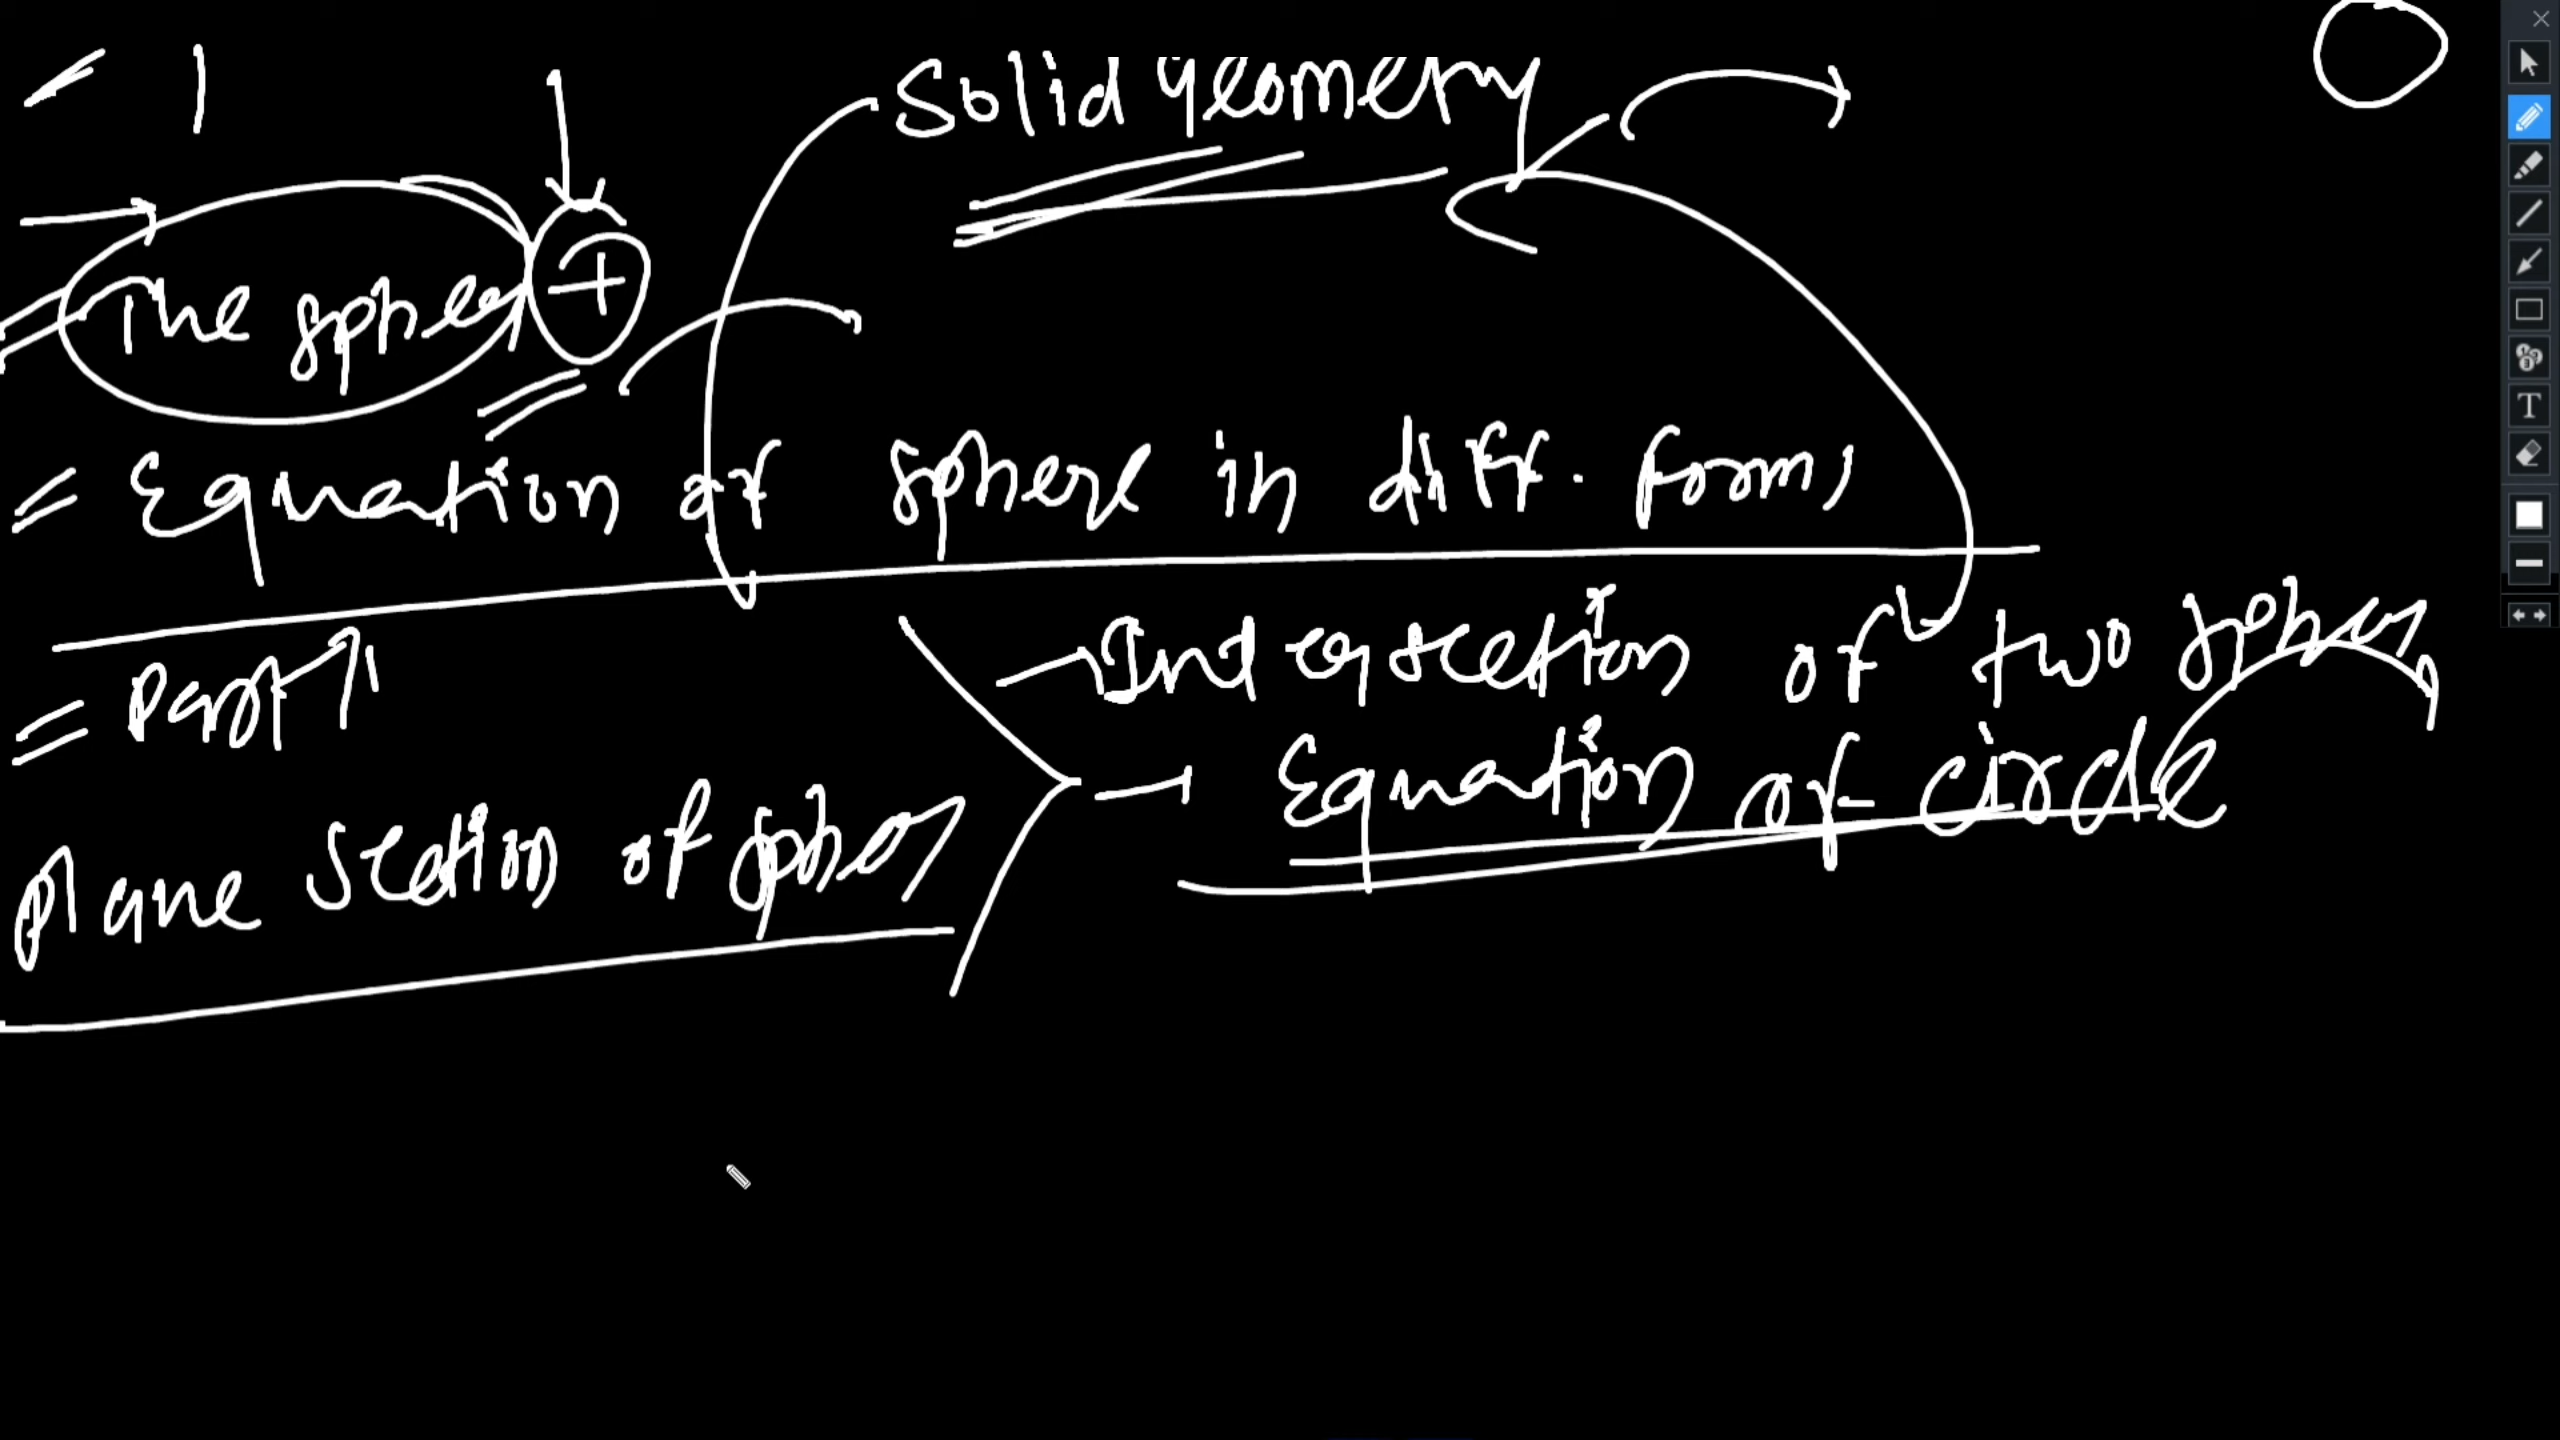 Solid Geometry
The sphere
+
= Equation of sphere in diff. forms
= Part 1
→ Intersection of two spheres
→ Equation of circle
plane section of sphere
T